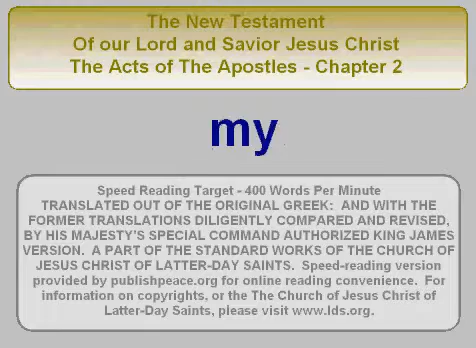 The New Testament
Of our Lord and Savior Jesus Christ
The Acts of The Apostles - Chapter 2
my
Speed Reading Target - 400 Words Per Minute
TRANSLATED OUT OF THE ORIGINAL GREEK:  AND WITH THE
FORMER TRANSLATIONS DILIGENTLY COMPARED AND REVISED,
BY HIS MAJESTY'S SPECIAL COMMAND AUTHORIZED KING JAMES
VERSION.  A PART OF THE STANDARD WORKS OF THE CHURCH OF
JESUS CHRIST OF LATTER-DAY SAINTS.  Speed-reading version
provided by publishpeace.org for online reading convenience.  For
information on copyrights, or the The Church of Jesus Christ of
Latter-Day Saints, please visit www.lds.org.